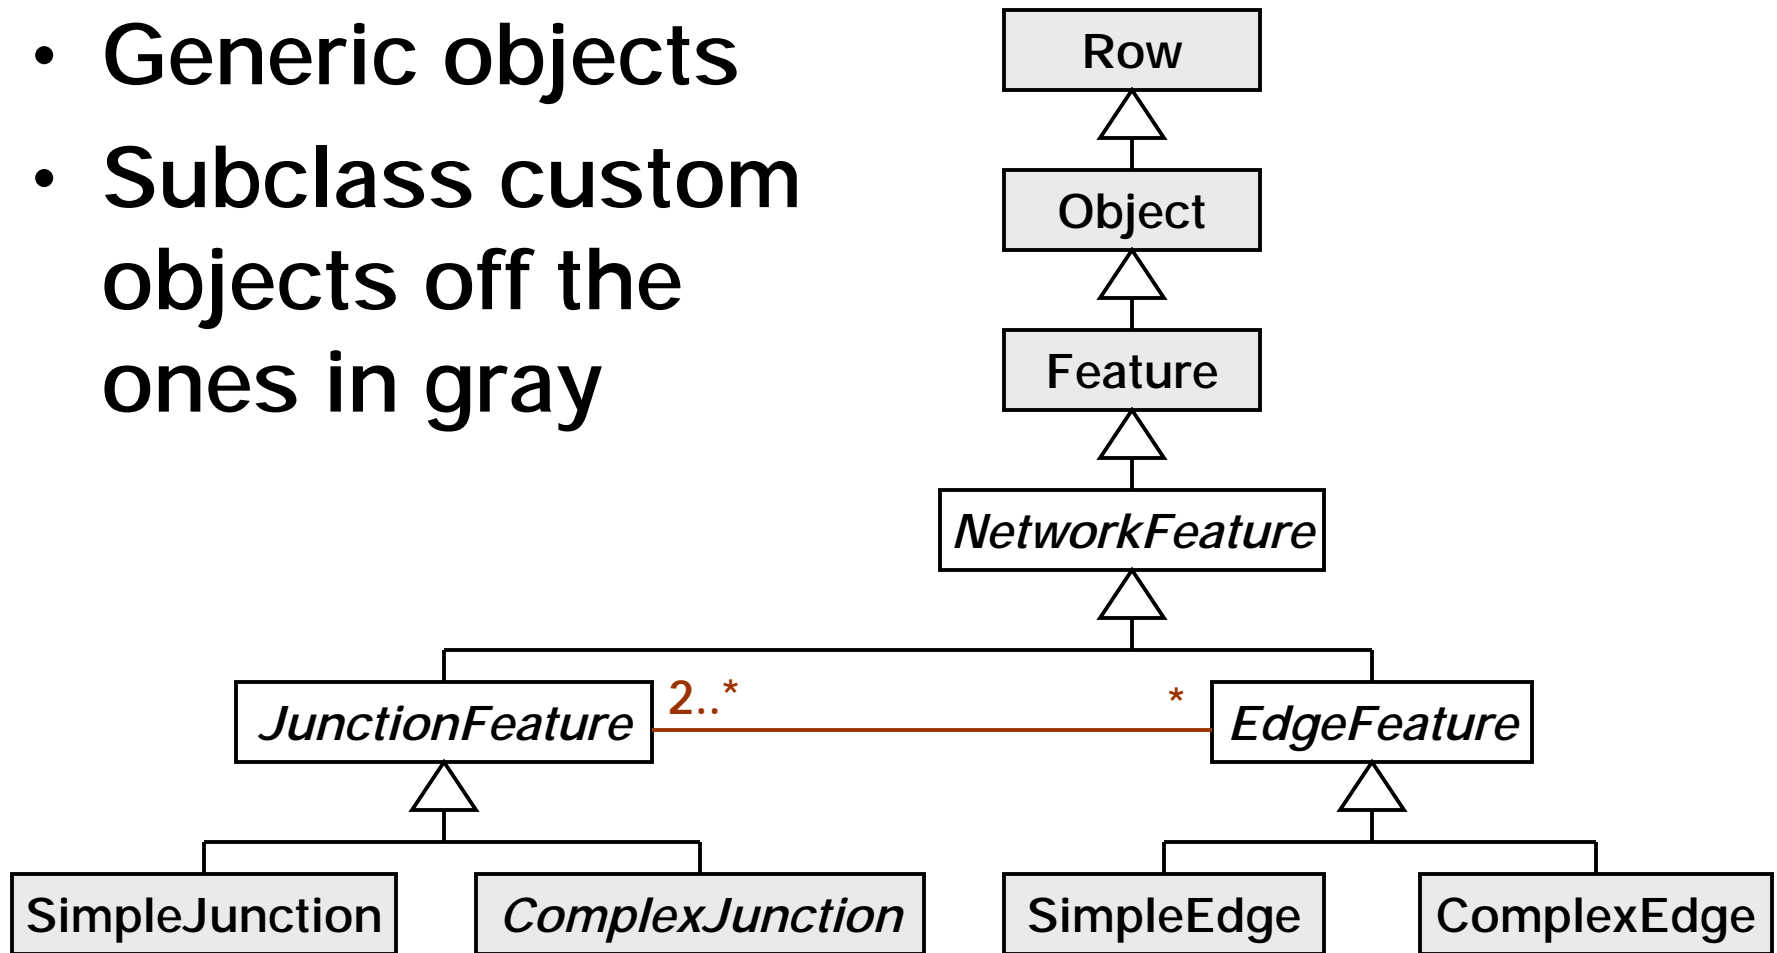 • Generic objects
• Subclass custom
objects off the
ones in gray
Row
Object
Feature
NetworkFeature
2..*
*
JunctionFeature
EdgeFeature
SimpleJunction
ComplexJunction
SimpleEdge
ComplexEdge